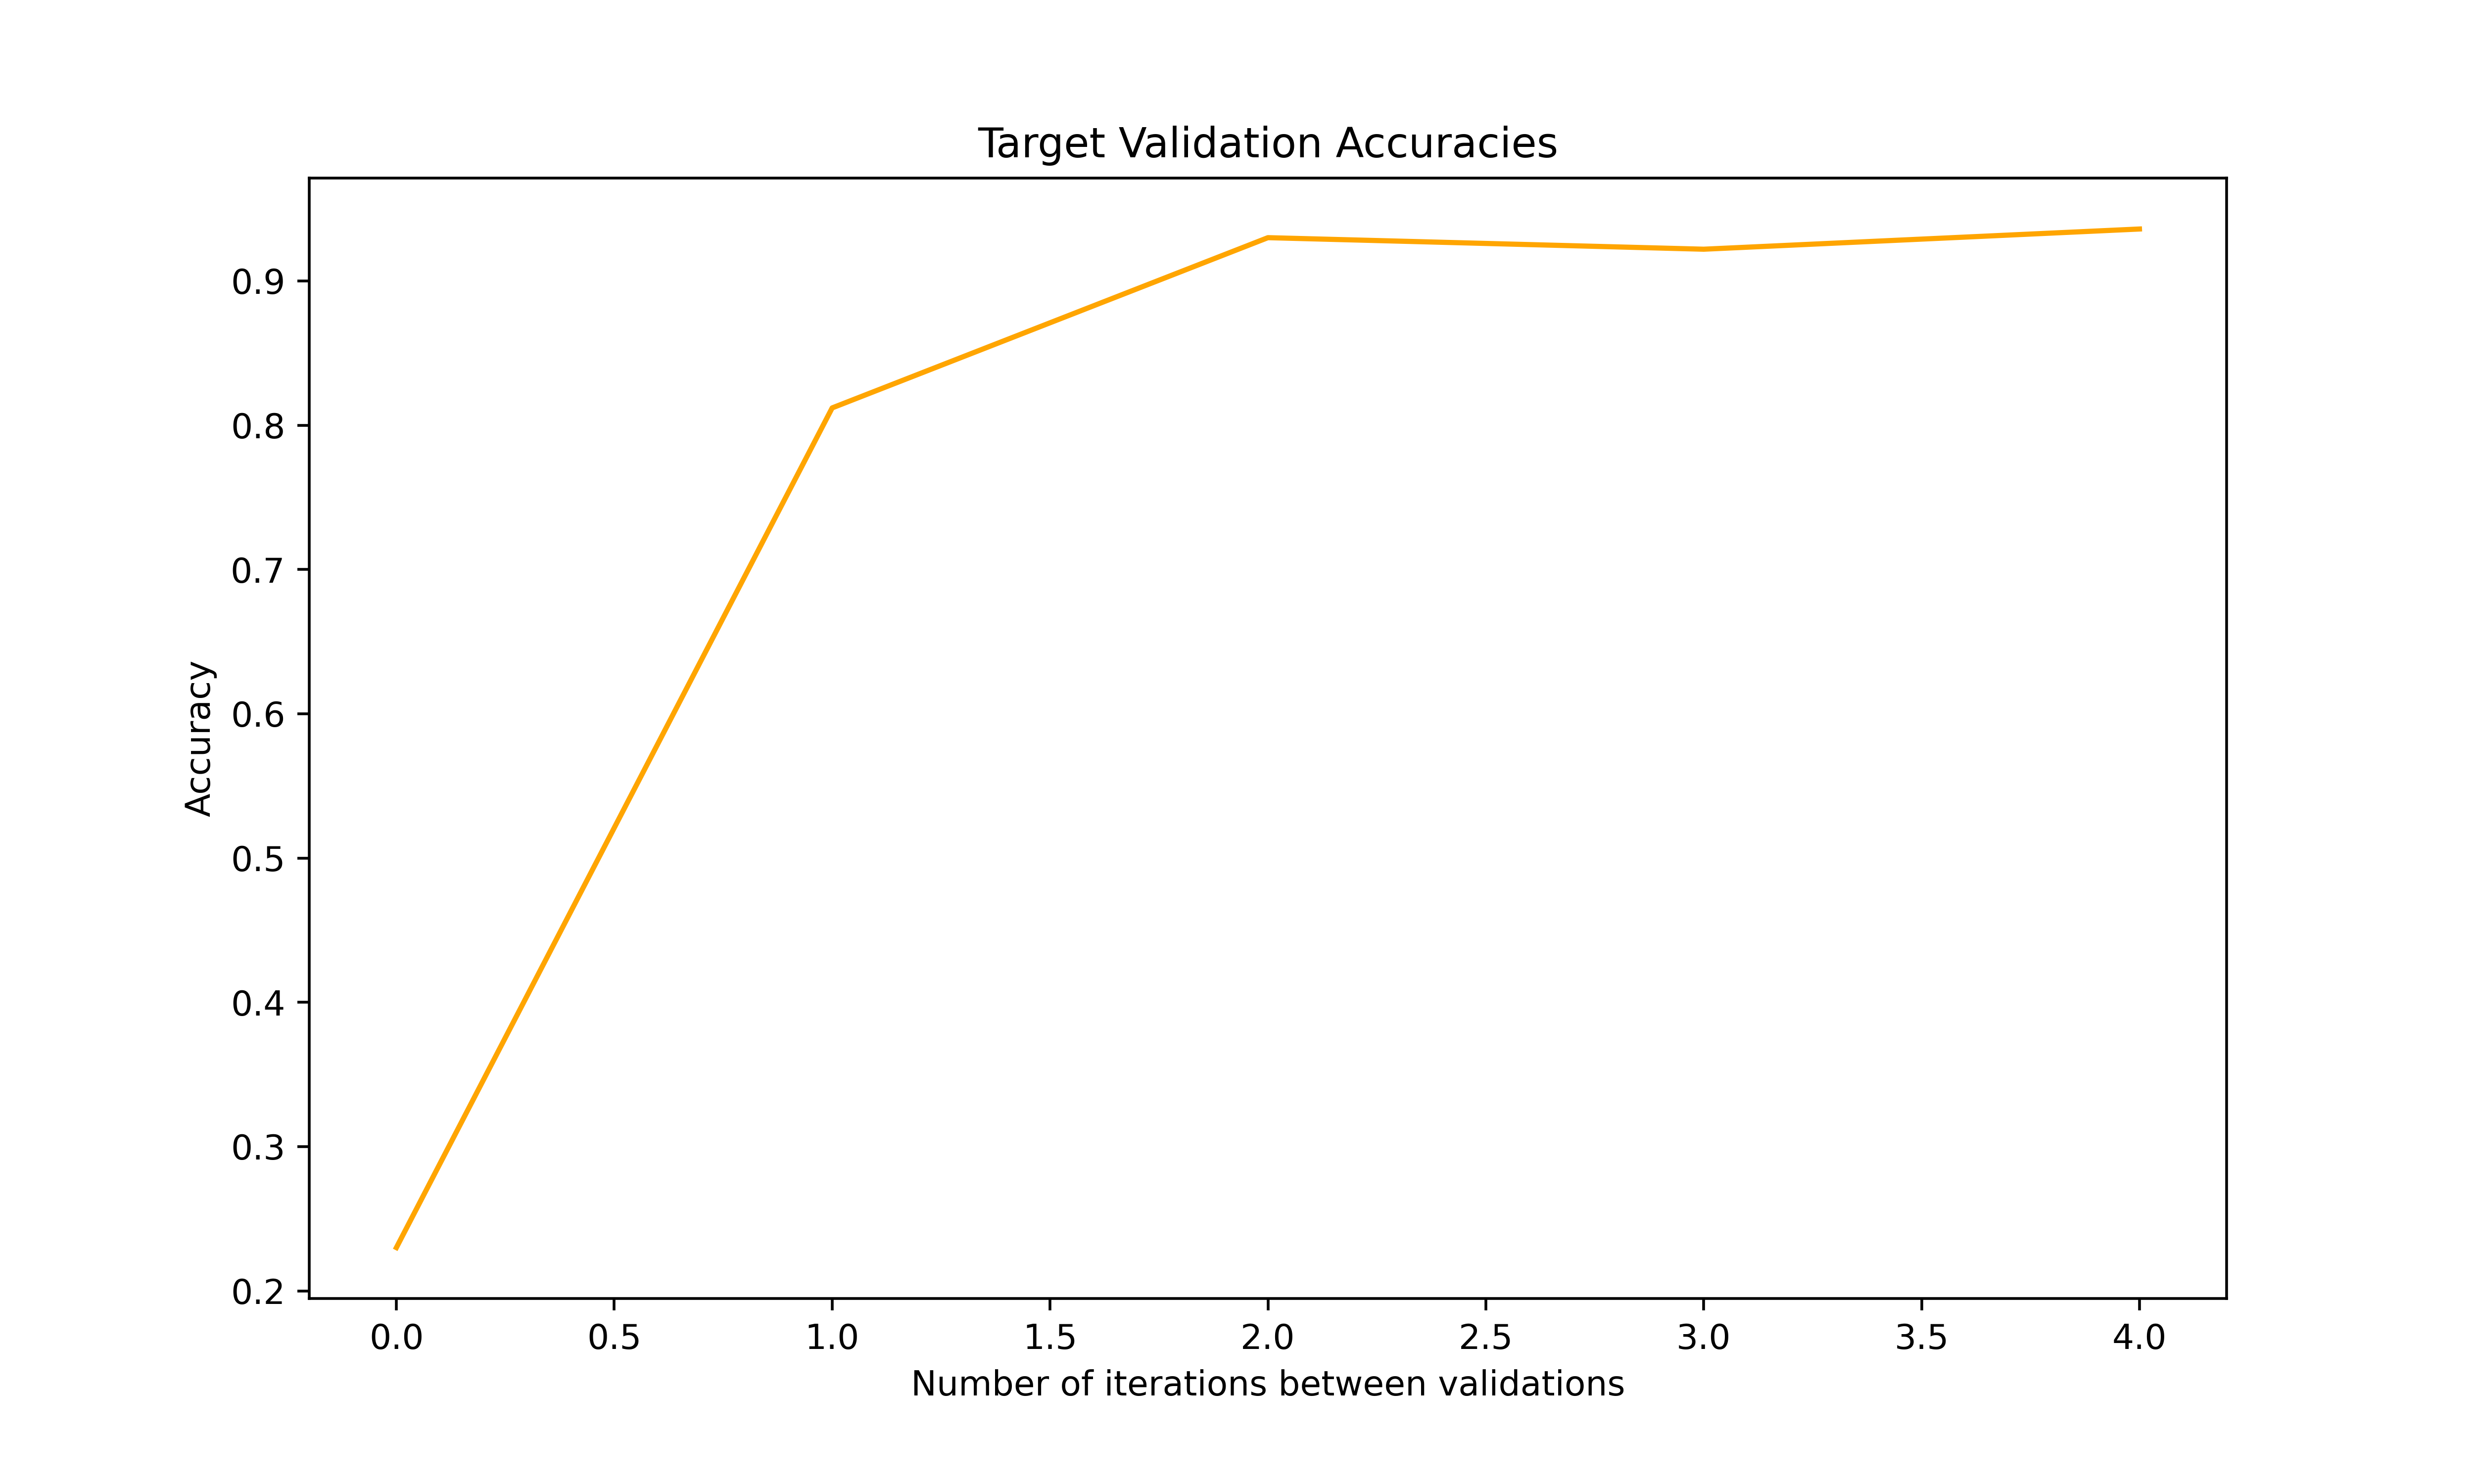 Target Validation Accuracies
Accuracy
0.9
0.8
0.7
0.6
0.5
0.4
0.3
0.2
0.0 0.5 1.0 1.5 2.0 2.5 3.0 3.5 4.0
Number of iterations between validations